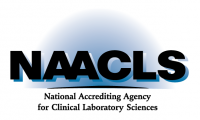 NAACLS
National Accrediting Agency
for Clinical Laboratory Sciences